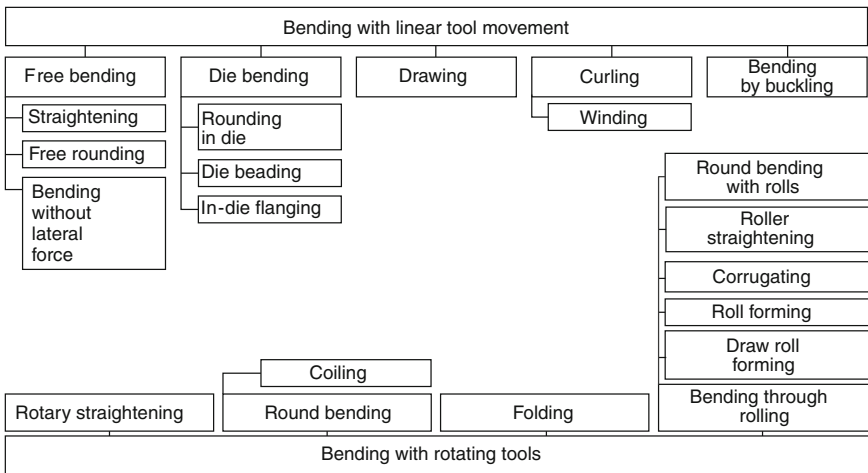 Bending with linear tool movement
Free bending
Die bending
Drawing
Curling
Bending
by buckling
Straightening
Free rounding
Bending
without
lateral
force
Rounding
in die
Die beading
In-die flanging
Winding
Round bending
with rolls
Roller
straightening
Corrugating
Roll forming
Draw roll
forming
Coiling
Rotary straightening
Round bending
Folding
Bending through
rolling
Bending with rotating tools